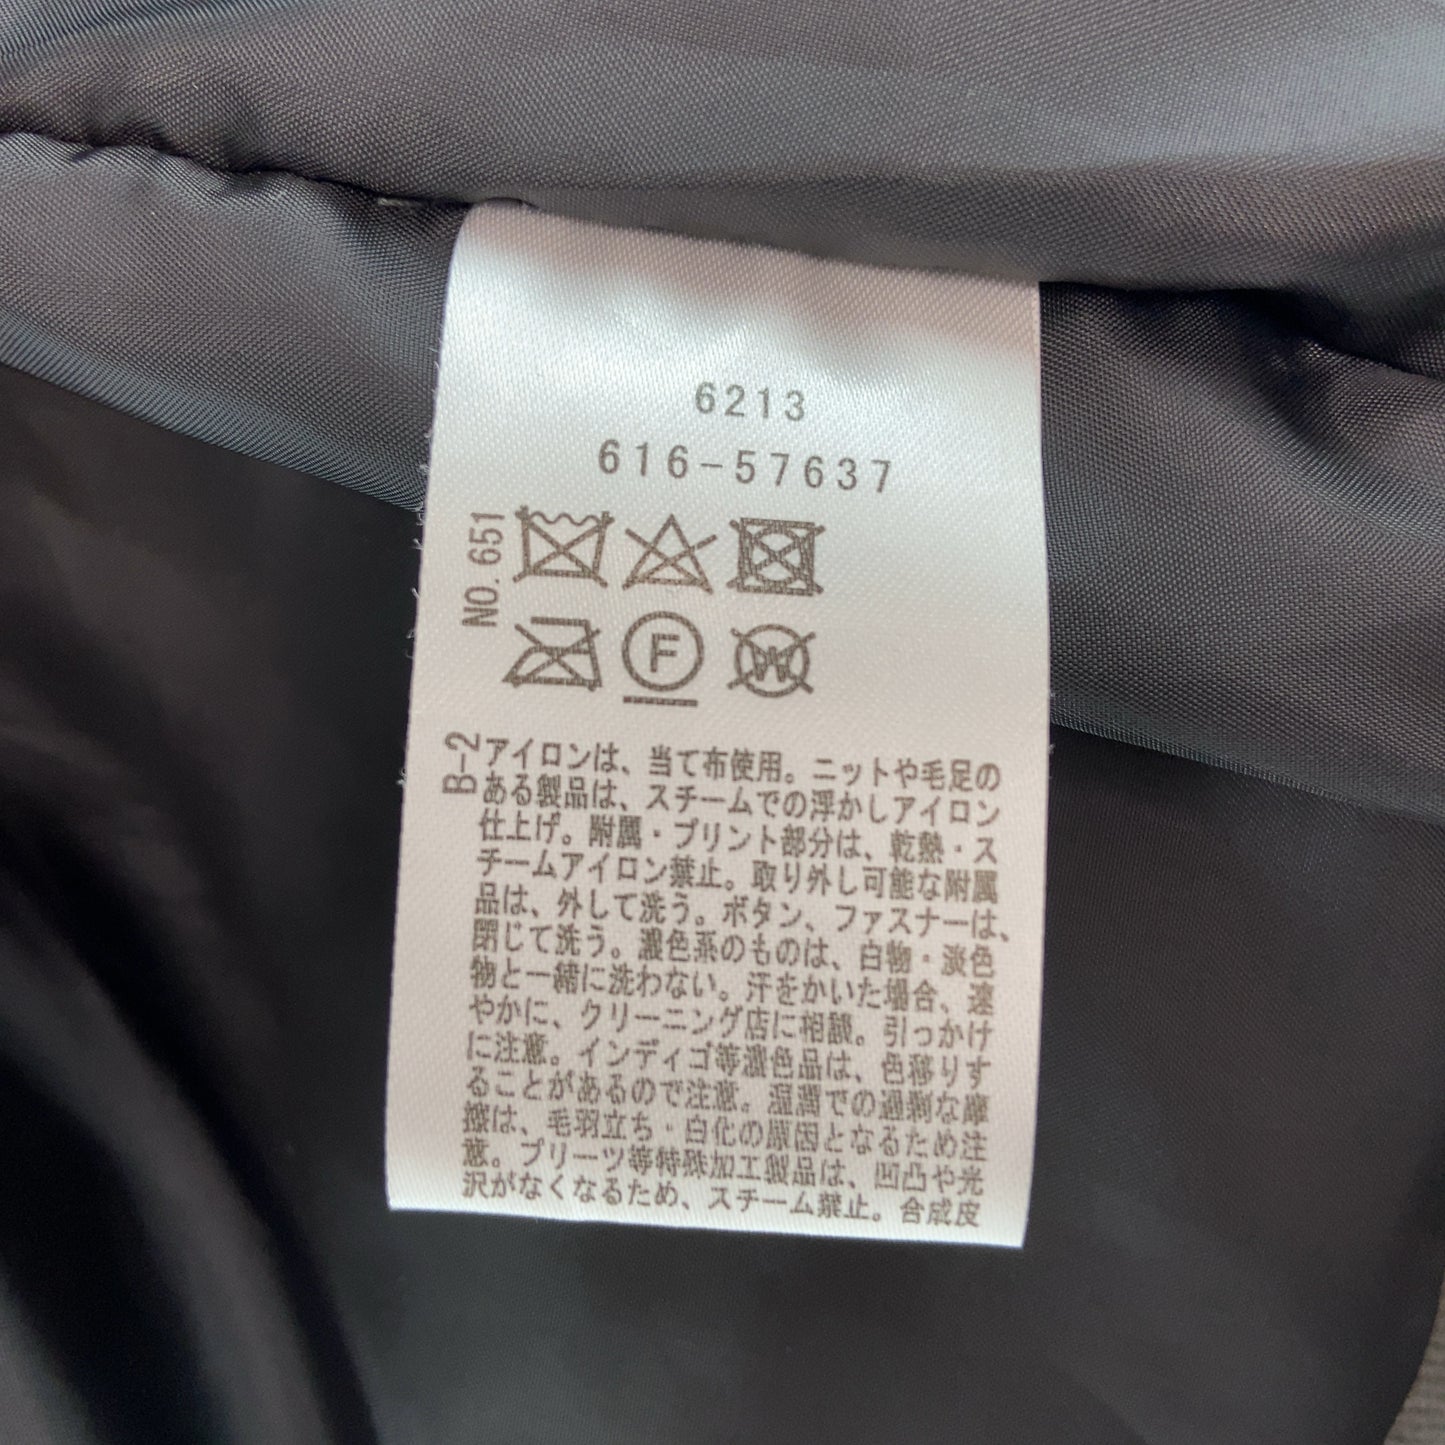 6213
616-57637
NO.651
F
W
B-2
アイロンは、当て布使用。ニットや毛足の
ある製品は、スチームでの浮かしアイロン
仕上げ。附属・プリント部分は、乾熱・ス
チームアイロン禁止。取り外し可能な附属
品は、外して洗う。ボタン、ファスナーは、
閉じて洗う。濃色系のものは、白物・淡色
物と一緒に洗わない。汗をかいた場合、速
やかに、クリーニング店に相談。引っかけ
に注意。インディゴ等濃色品は、色移りす
ることがあるので注意。湿潤での過剰な摩
擦は、毛羽立ち・白化の原因となるため注
意。プリーツ等特殊加工製品は、凹凸や光
沢がなくなるため、スチーム禁止。合成皮